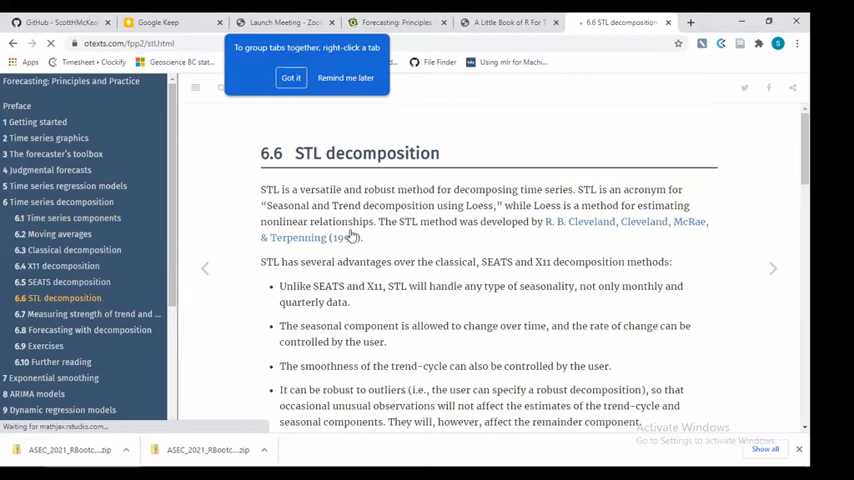 GitHub - ScottHMcKea
Google Keep
Launch Meeting - Zoo
Forecasting: Principles
A Little Book of R For T
6.6 STL decomposition
otexts.com/fpp2/stl.html
Apps
Timesheet • Clockify
Geoscience BC stat...
File Finder
Using mlr for Machi...
To group tabs together, right-click a tab
Got it
Remind me later
Forecasting: Principles and Practice
Preface
1 Getting started
2 Time series graphics
3 The forecaster's toolbox
4 Judgmental forecasts
5 Time series regression models
6 Time series decomposition
6.1 Time series components
6.2 Moving averages
6.3 Classical decomposition
6.4 X11 decomposition
6.5 SEATS decomposition
6.6 STL decomposition
6.7 Measuring strength of trend and ...
6.8 Forecasting with decomposition
6.9 Exercises
6.10 Further reading
7 Exponential smoothing
8 ARIMA models
9 Dynamic regression models
Waiting for mathjax.rstudio.com...
6.6 STL decomposition
STL is a versatile and robust method for decomposing time series. STL is an acronym for
“Seasonal and Trend decomposition using Loess,” while Loess is a method for estimating
nonlinear relationships. The STL method was developed by R. B. Cleveland, Cleveland, McRae,
& Terpenning
STL has several advantages over the classical, SEATS and X11 decomposition methods:
• Unlike SEATS and X11, STL will handle any type of seasonality, not only monthly and
quarterly data.
• The seasonal component is allowed to change over time, and the rate of change can be
controlled by the user.
• The smoothness of the trend-cycle can also be controlled by the user.
• It can be robust to outliers (i.e., the user can specify a robust decomposition), so that
occasional unusual observations will not affect the estimates of the trend-cycle and
seasonal components. They will, however, affect the remainder component.
Activate Windows
Go to Settings to activate Windows.
ASEC_2021_RBootc....zip
ASEC_2021_RBootc....zip
Show all